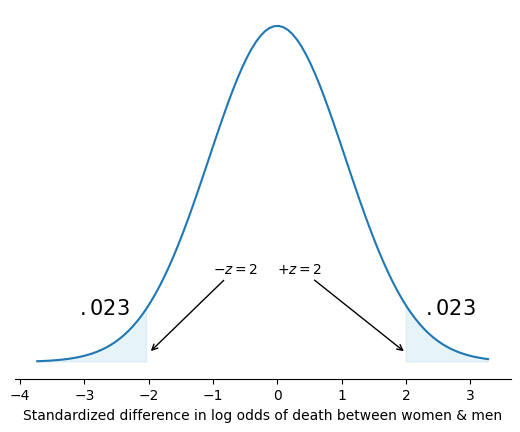 −z = 2 +z = 2
.023 .023
−4 −3 −2 −1 0 1 2 3
Standardized difference in log odds of death between women & men